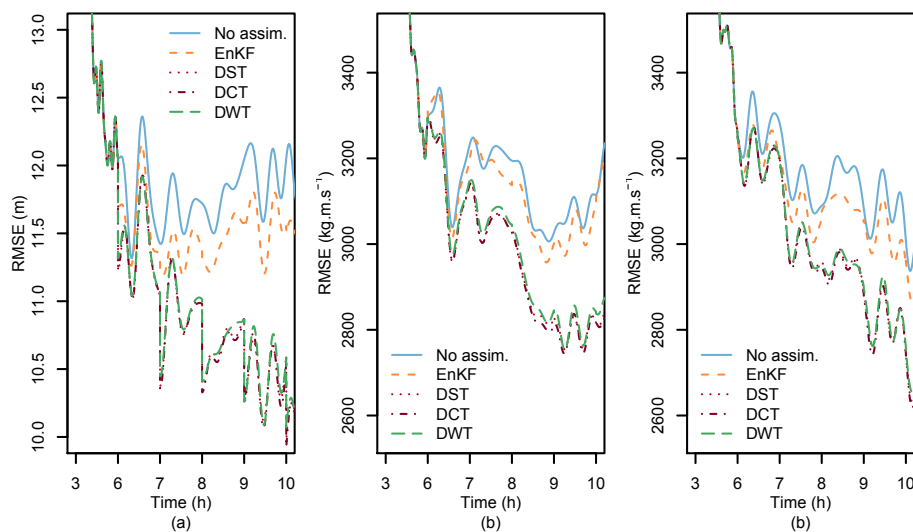 RMSE (m)
13.0
12.5
12.0
11.5
11.0
10.5
10.0
No assim.
EnKF
DST
DCT
DWT
3 6 7 8 9 10
Time (h)
(a)
RMSE (kg.m.s⁻¹)
3400
3200
3000
2800
2600
No assim.
EnKF
DST
DCT
DWT
3 6 7 8 9 10
Time (h)
(b)
RMSE (kg.m.s⁻¹)
3400
3200
3000
2800
2600
No assim.
EnKF
DST
DCT
DWT
3 6 7 8 9 10
Time (h)
(b)